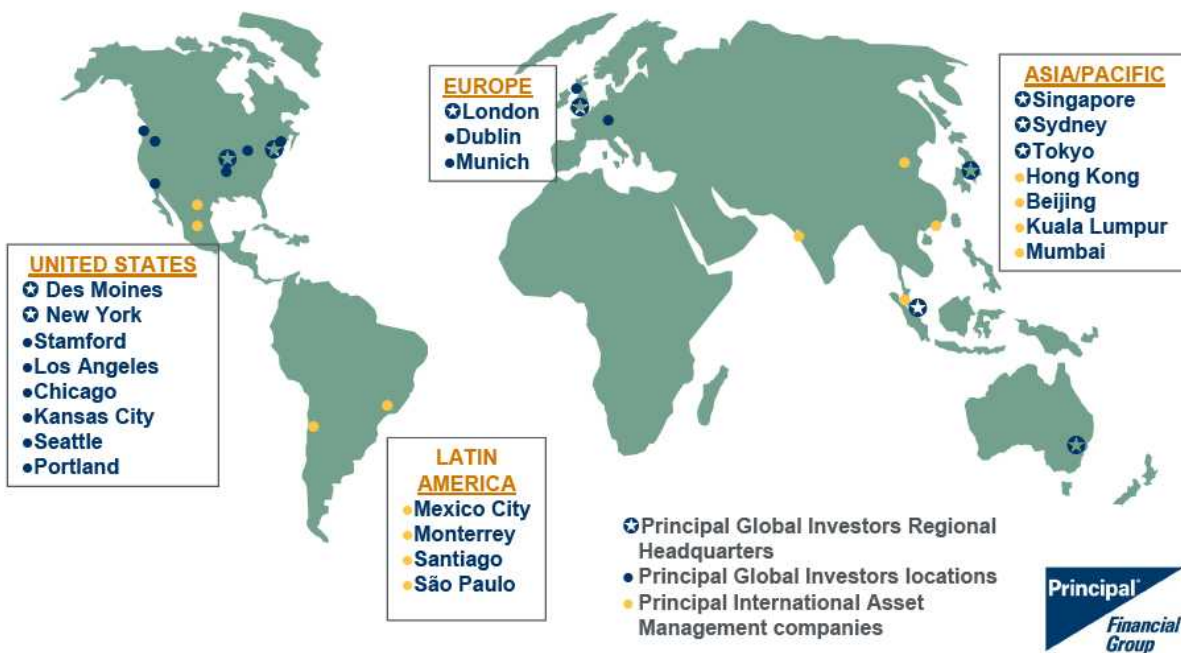 EUROPE
London
Dublin
Munich
ASIA/PACIFIC
Singapore
Sydney
Tokyo
Hong Kong
Beijing
Kuala Lumpur
Mumbai
UNITED STATES
Des Moines
New York
Stamford
Los Angeles
Chicago
Kansas City
Seattle
Portland
LATIN
AMERICA
Mexico City
Monterrey
Santiago
São Paulo
Principal Global Investors Regional
Headquarters
Principal Global Investors locations
Principal International Asset
Management companies
Principal®
Financial
Group